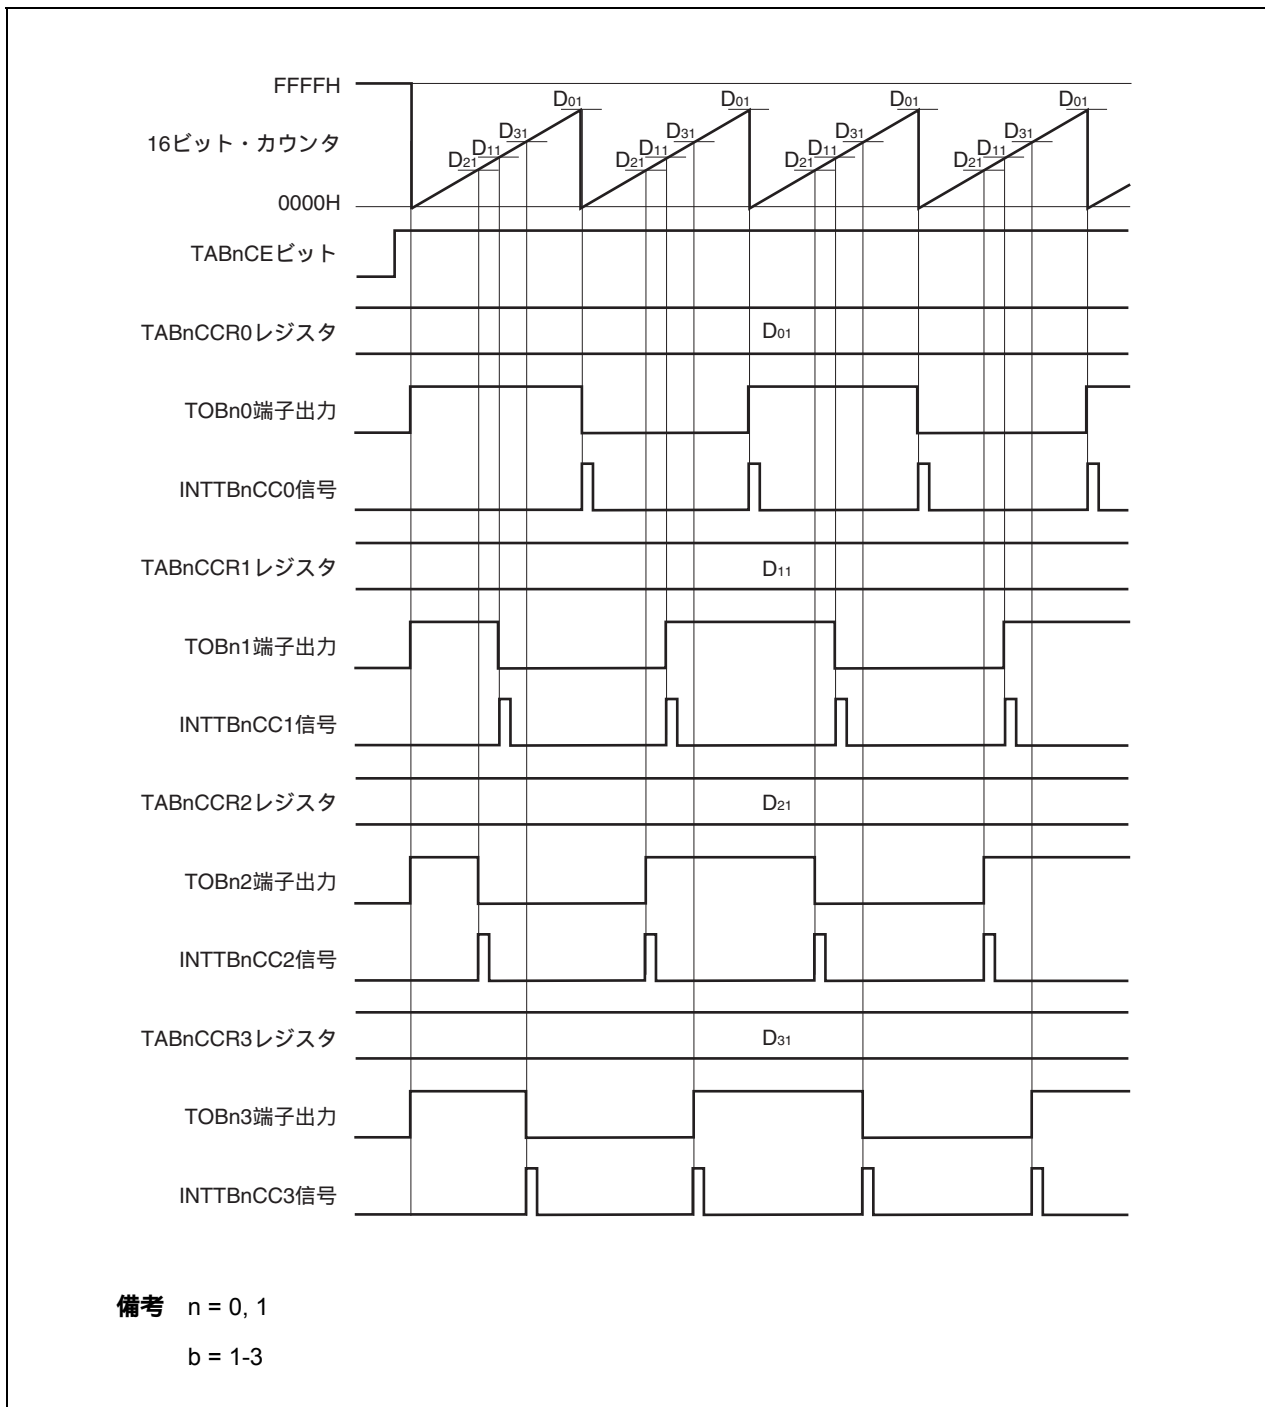 FFFFH
D01 D01 D01 D01
D31 D31 D31 D31
16ビット・カウンタ
D11 D11 D11 D11
D21 D21 D21 D21
0000H
TABnCEビット
TABnCCR0レジスタ D01
TOBn0端子出力
INTTBnCC0信号
TABnCCR1レジスタ D11
TOBn1端子出力
INTTBnCC1信号
TABnCCR2レジスタ D21
TOBn2端子出力
INTTBnCC2信号
TABnCCR3レジスタ D31
TOBn3端子出力
INTTBnCC3信号
備考 n = 0, 1
b = 1-3